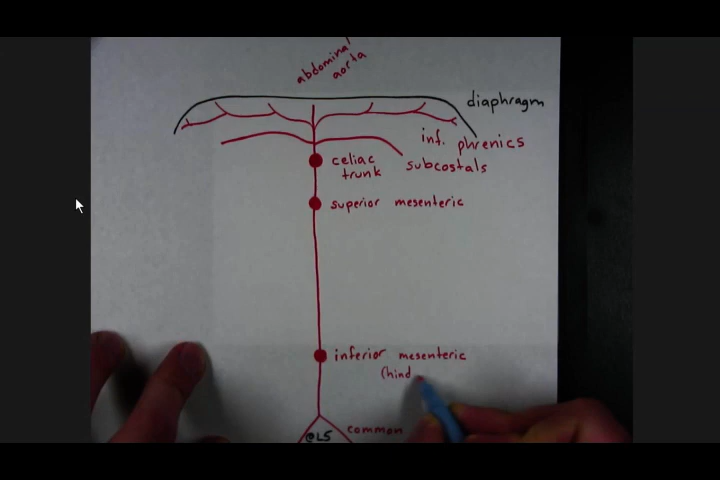 abdominal
aorta
diaphragm
inf. phrenics
subcostals
celiac
trunk
superior mesenteric
inferior mesenteric
(hind
common
@L5